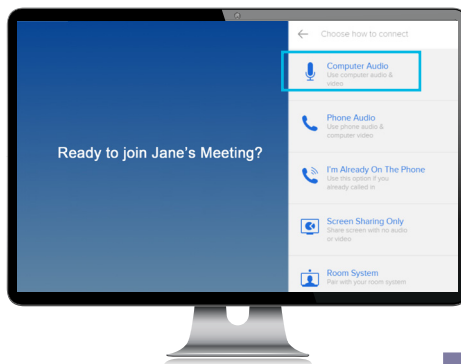 Choose how to connect
Computer Audio
Use computer audio &
video
Ready to join Jane's Meeting?
Phone Audio
Use phone audio &
computer video
I'm Already On The Phone
Use this option if you
already called in
Screen Sharing Only
Share screen with no audio
or video
Room System
Pair with your room system